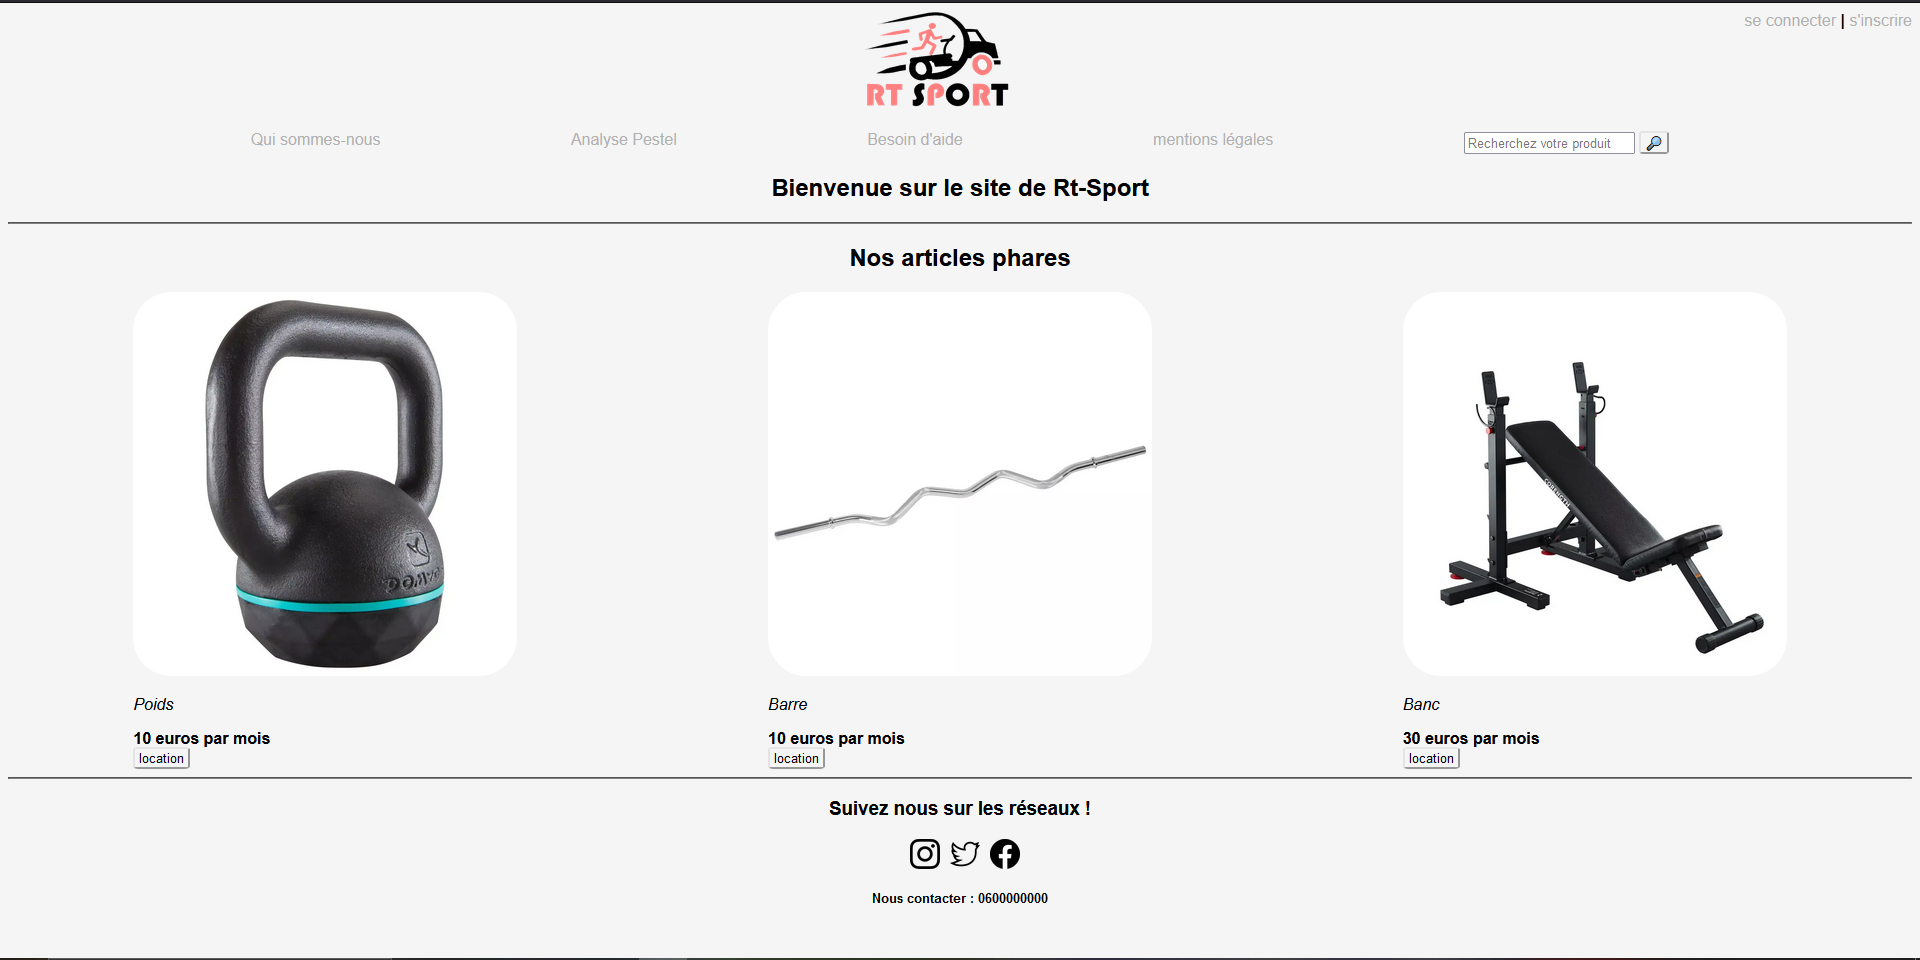 se connecter | s'inscrire
RT SPORT
Qui sommes-nous
Analyse Pestel
Besoin d'aide
mentions légales
Recherchez votre produit
Bienvenue sur le site de Rt-Sport
Nos articles phares
Poids
10 euros par mois
location
Barre
10 euros par mois
location
Banc
30 euros par mois
location
Suivez nous sur les réseaux !
Nous contacter : 0600000000